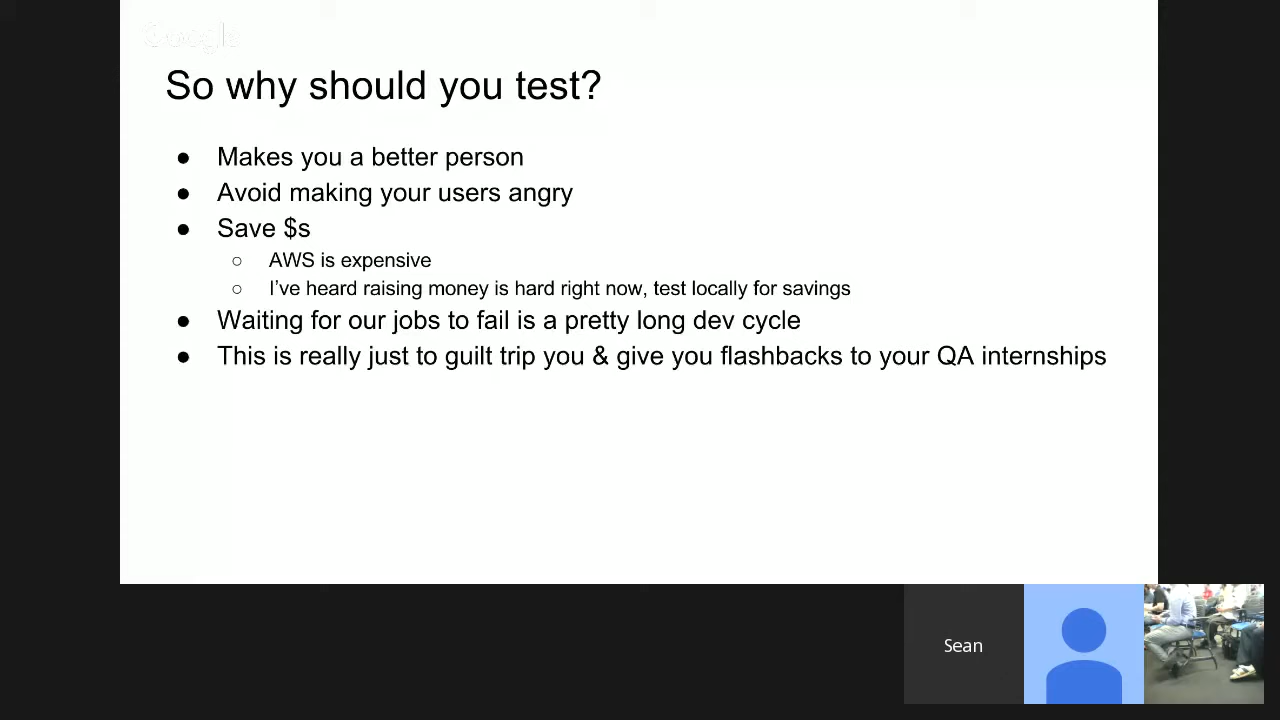 Google
So why should you test?
● Makes you a better person
● Avoid making your users angry
● Save $s
○ AWS is expensive
○ I've heard raising money is hard right now, test locally for savings
● Waiting for our jobs to fail is a pretty long dev cycle
● This is really just to guilt trip you & give you flashbacks to your QA internships
Sean